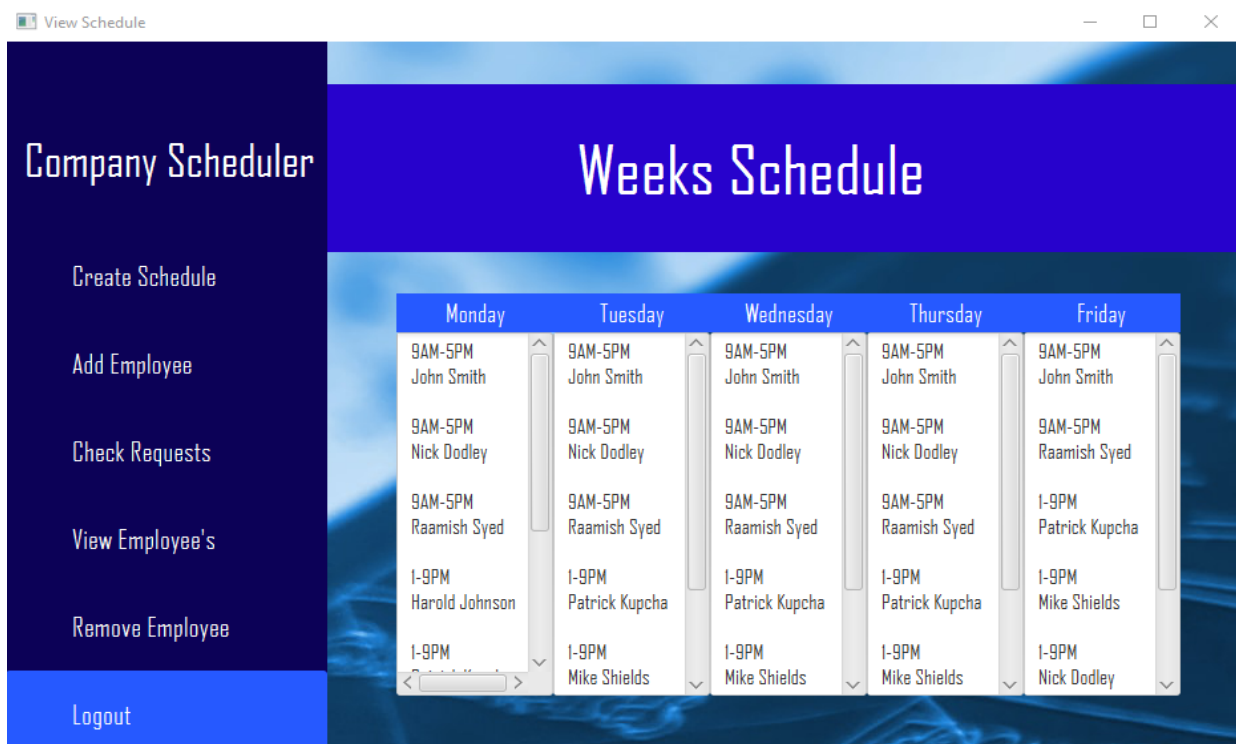 View Schedule
Company Scheduler
Create Schedule
Add Employee
Check Requests
View Employee's
Remove Employee
Logout
Weeks Schedule
Monday
9AM-5PM
John Smith
9AM-5PM
Nick Dodley
9AM-5PM
Raamish Syed
1-9PM
Harold Johnson
1-9PM
Tuesday
9AM-5PM
John Smith
9AM-5PM
Nick Dodley
9AM-5PM
Raamish Syed
1-9PM
Patrick Kupcha
1-9PM
Mike Shields
Wednesday
9AM-5PM
John Smith
9AM-5PM
Nick Dodley
9AM-5PM
Raamish Syed
1-9PM
Patrick Kupcha
1-9PM
Mike Shields
Thursday
9AM-5PM
John Smith
9AM-5PM
Nick Dodley
9AM-5PM
Raamish Syed
1-9PM
Patrick Kupcha
1-9PM
Mike Shields
Friday
9AM-5PM
John Smith
9AM-5PM
Raamish Syed
1-9PM
Patrick Kupcha
1-9PM
Mike Shields
1-9PM
Nick Dodley